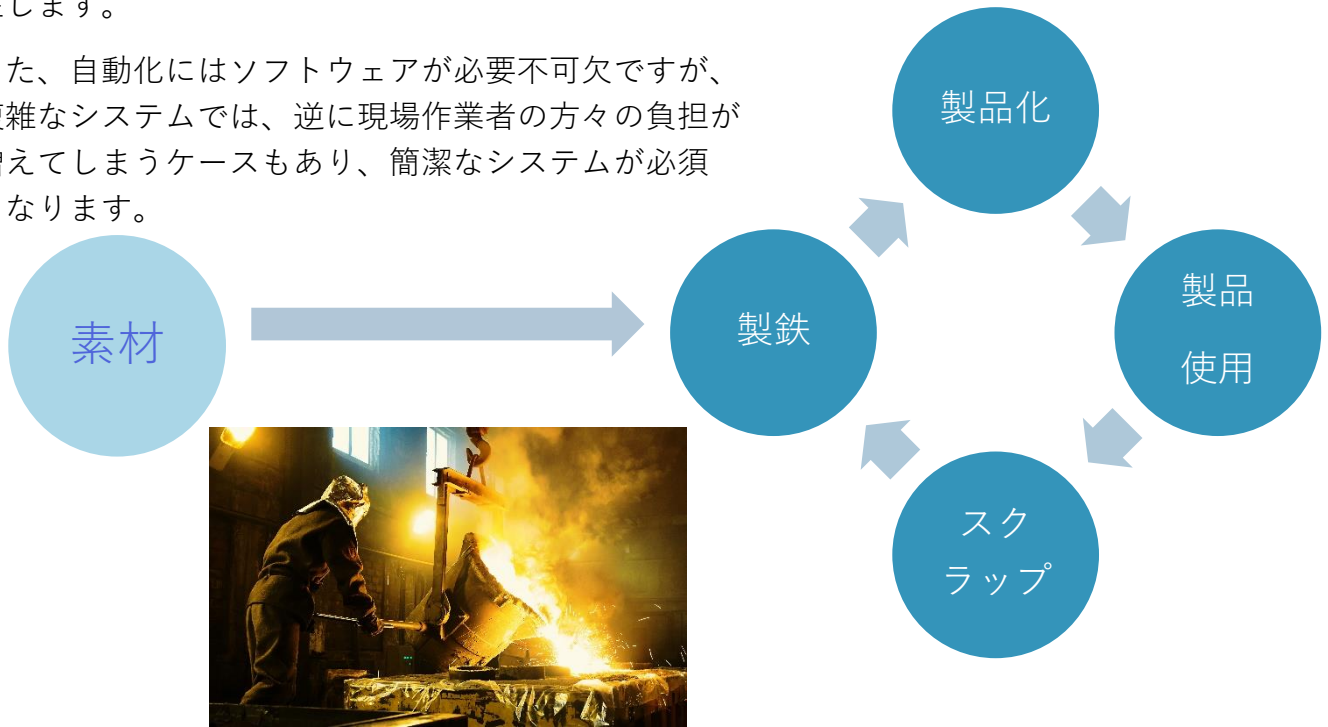 します。
た、自動化にはソフトウェアが必要不可欠ですが、
雑なシステムでは、逆に現場作業者の方々の負担が
えてしまうケースもあり、簡潔なシステムが必須
なります。
製品化
素材
製鉄
製品
使用
スク
ラップ